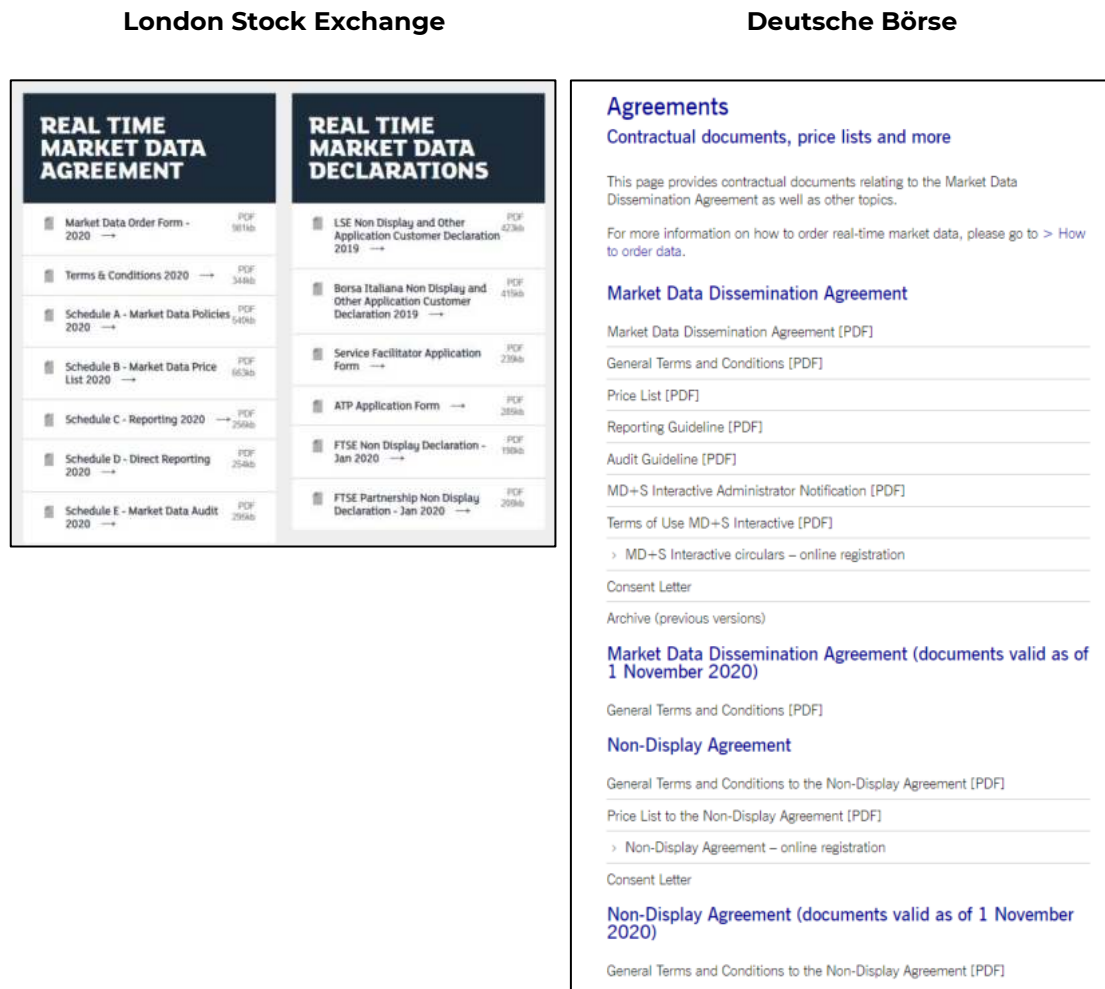 London Stock Exchange
Deutsche Börse
REAL TIME
MARKET DATA
AGREEMENT
Market Data Order Form -
2020 →
PDF
981kb
Terms & Conditions 2020 →
PDF
344kb
Schedule A - Market Data Policies
2020 →
PDF
540kb
Schedule B - Market Data Price
List 2020 →
PDF
663kb
Schedule C - Reporting 2020 →
PDF
256kb
Schedule D - Direct Reporting
2020 →
PDF
254kb
Schedule E - Market Data Audit
2020 →
PDF
295kb
REAL TIME
MARKET DATA
DECLARATIONS
LSE Non Display and Other
Application Customer Declaration
2019 →
PDF
423kb
Borsa Italiana Non Display and
Other Application Customer
Declaration 2019 →
PDF
415kb
Service Facilitator Application
Form →
PDF
239kb
ATP Application Form →
PDF
FTSE Non Display Declaration -
Jan 2020 →
PDF
FTSE Partnership Non Display
Declaration - Jan 2020 →
PDF
Agreements
Contractual documents, price lists and more
This page provides contractual documents relating to the Market Data
Dissemination Agreement as well as other topics.
For more information on how to order real-time market data, please go to > How
to order data.
Market Data Dissemination Agreement
Market Data Dissemination Agreement [PDF]
General Terms and Conditions [PDF]
Price List [PDF]
Reporting Guideline [PDF]
Audit Guideline [PDF]
MD+S Interactive Administrator Notification [PDF]
Terms of Use MD+S Interactive [PDF]
> MD+S Interactive circulars – online registration
Consent Letter
Archive (previous versions)
Market Data Dissemination Agreement (documents valid as of
1 November 2020)
General Terms and Conditions [PDF]
Non-Display Agreement
General Terms and Conditions to the Non-Display Agreement [PDF]
Price List to the Non-Display Agreement [PDF]
> Non-Display Agreement – online registration
Consent Letter
Non-Display Agreement (documents valid as of 1 November
2020)
General Terms and Conditions to the Non-Display Agreement [PDF]